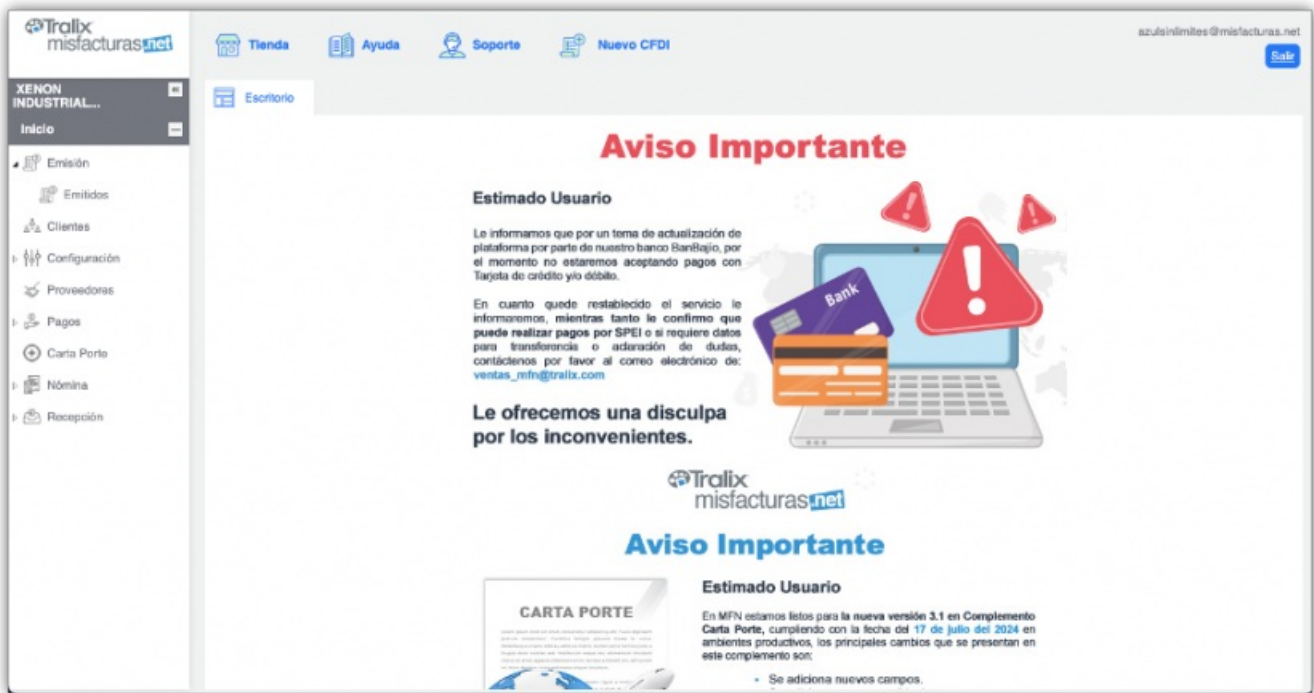 Tralix
misfacturas.net
Tienda
Ayuda
Soporte
Nuevo CFDI
azulsinlimites@misfacturas.net
Salir
XENON
INDUSTRIAL...
Inicio
Emisión
Emitidos
Clientes
Configuración
Proveedores
Pagos
Carta Porte
Nómina
Recepción
Escritorio
Aviso Importante
Estimado Usuario
Le informamos que por un tema de actualización de
plataforma por parte de nuestro banco BanBajío, por
el momento no estaremos aceptando pagos con
Tarjeta de crédito y/o débito.
En cuanto quede restablecido el servicio le
informaremos, mientras tanto le confirmo que
puede realizar pagos por SPEI o si requiere datos
para transferencia o aclaración de dudas,
contáctenos por favor al correo electrónico de:
ventas_mfn@tralix.com
Le ofrecemos una disculpa
por los inconvenientes.
Bank
Tralix
misfacturas.net
Aviso Importante
CARTA PORTE
Estimado Usuario
En MFN estamos listos para la nueva versión 3.1 en Complemento
Carta Porte, cumpliendo con la fecha del 17 de julio del 2024 en
ambientes productivos, los principales cambios que se presentan en
este complemento son:
• Se adiciona nuevos campos.